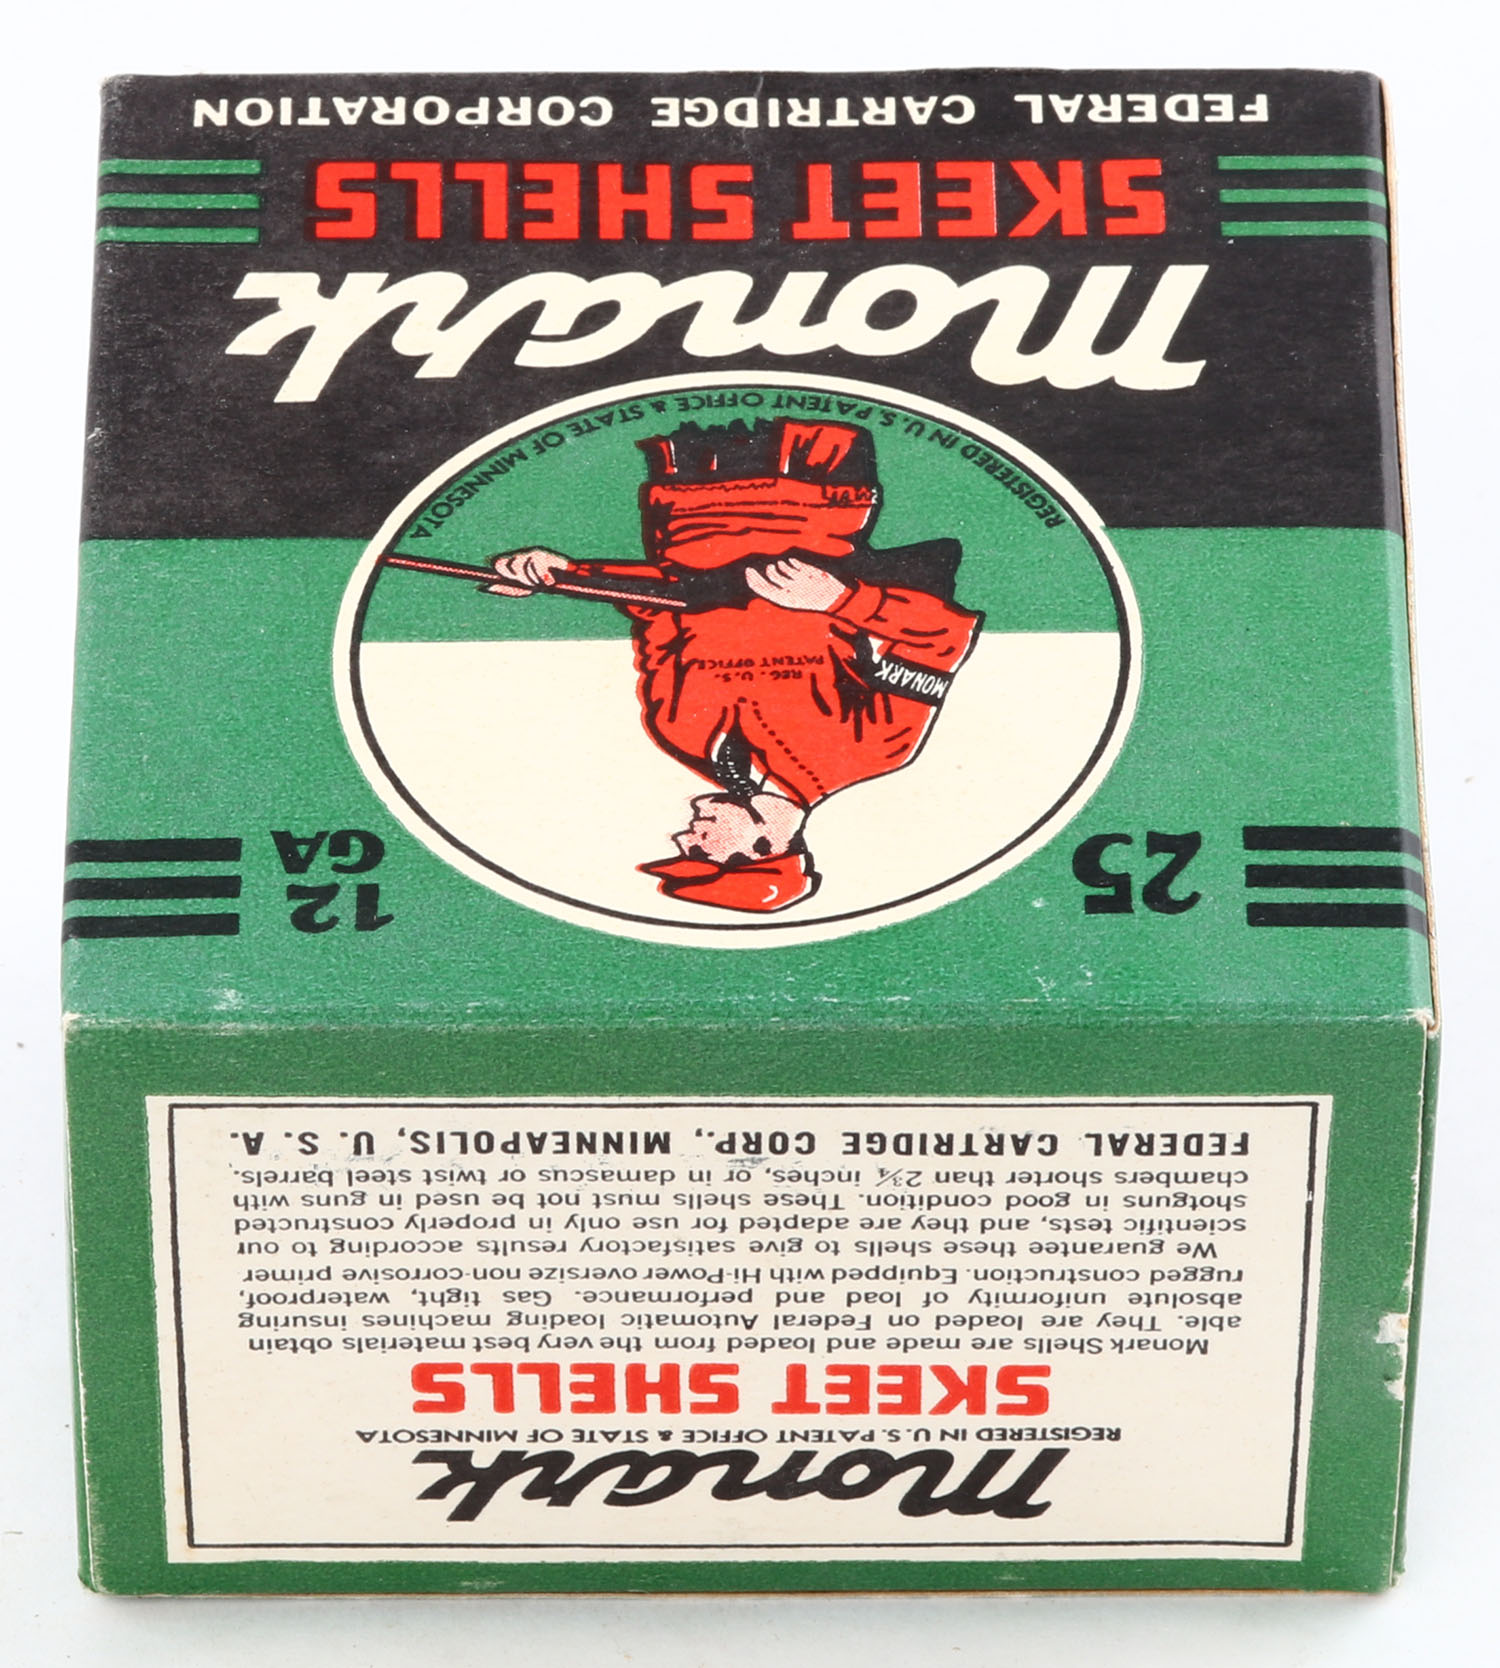 Monark
REGISTERED IN U.S. PATENT OFFICE & STATE OF MINNESOTA
SKEET SHELLS
Monark Shells are made and loaded from the very best materials obtain
able. They are loaded on Federal Automatic loading machines insuring
absolute uniformity of load and performance. Gas tight, waterproof,
rugged construction. Equipped with Hi-Power oversize non-corrosive primer
We guarantee these shells to give satisfactory results according to our
scientific tests, and they are adapted for use only in properly constructed
shotguns in good condition. These shells must not be used in guns with
chambers shorter than 2¾ inches, or in damascus or twist steel barrels.
FEDERAL CARTRIDGE CORP., MINNEAPOLIS, U. S. A.
25
12
GA
MONARK
REG. U.S.
PATENT OFFICE
REGISTERED IN U.S. PATENT OFFICE & STATE OF MINNESOTA
Monark
SKEET SHELLS
FEDERAL CARTRIDGE CORPORATION